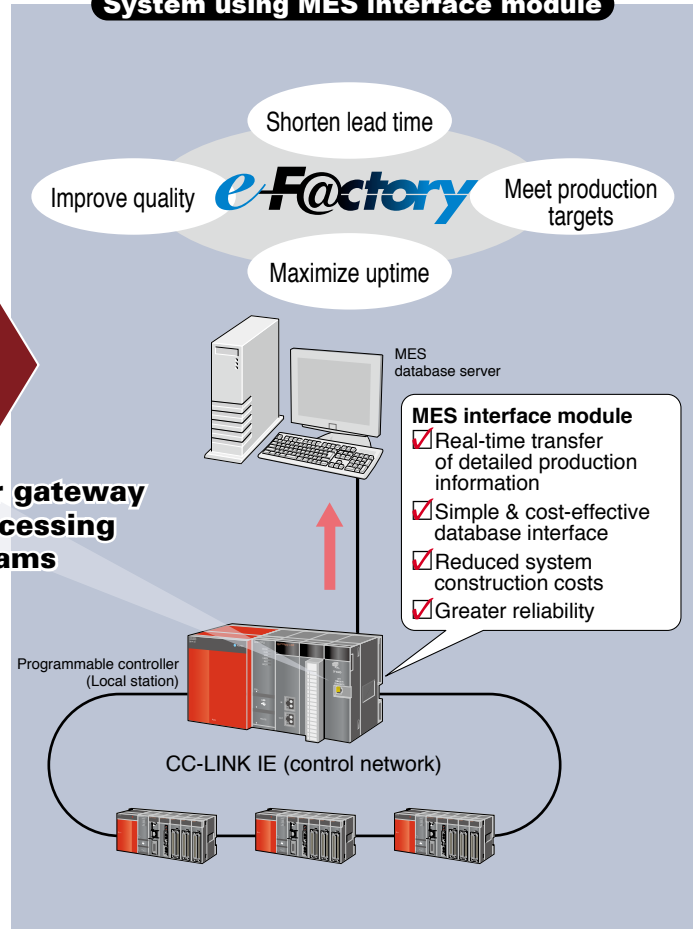 System using MES interface module
Shorten lead time
Improve quality
e-F@ctory
Meet production
targets
Maximize uptime
MES
database server
MES interface module
Real-time transfer
of detailed production
information
Simple & cost-effective
database interface
Reduced system
construction costs
Greater reliability
gateway
Programmable controller
(Local station)
CC-LINK IE (control network)